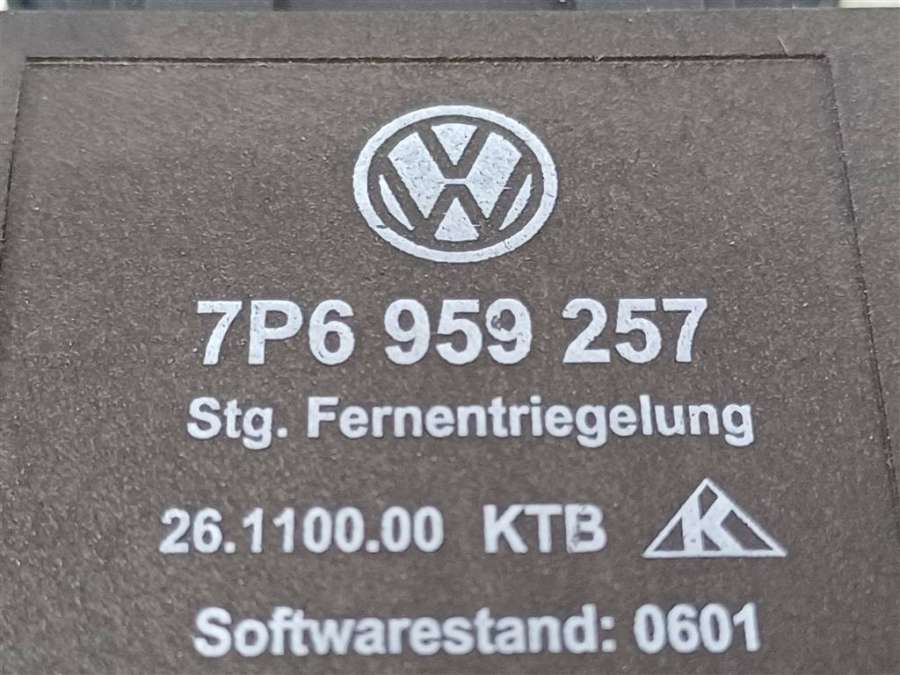 7P6 959 257
Stg. Fernentriegelung
26.1100.00 KTB K
Softwarestand: 0601